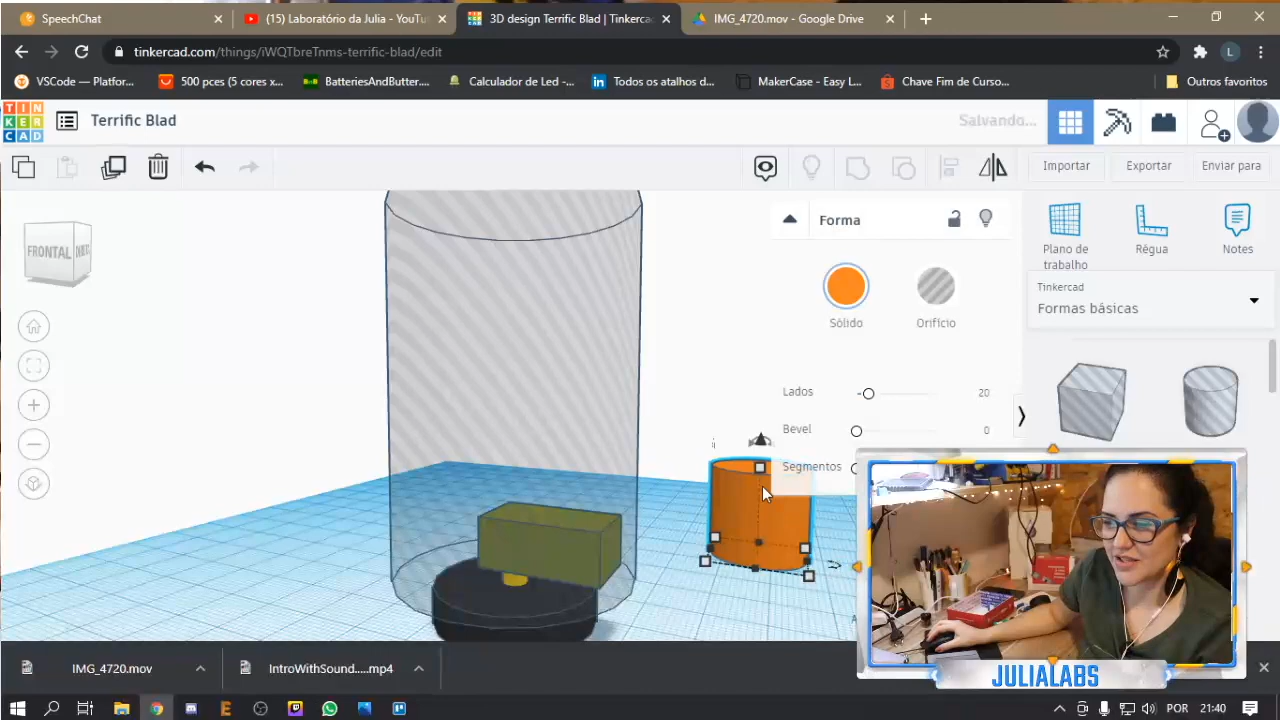 SpeechChat
(15) Laboratório da Julia - YouTu
3D design Terrific Blad | Tinkercad
IMG_4720.mov - Google Drive
tinkercad.com/things/iWQTbreTnms-terrific-blad/edit
L
VSCode — Platfor...
500 pces (5 cores x...
BatteriesAndButter....
Calculador de Led -...
Todos os atalhos d...
MakerCase - Easy L...
Chave Fim de Curso...
Outros favoritos
TIN
KER
CAD
Terrific Blad
Salvando...
Importar
Exportar
Enviar para
Forma
Plano de
trabalho
Régua
Notes
FRONTAL
Tinkercad
Formas básicas
Sólido
Orifício
Lados
20
Bevel
0
Segmentos
JULIALABS
IMG_4720.mov
IntroWithSound.....mp4
POR
21:40